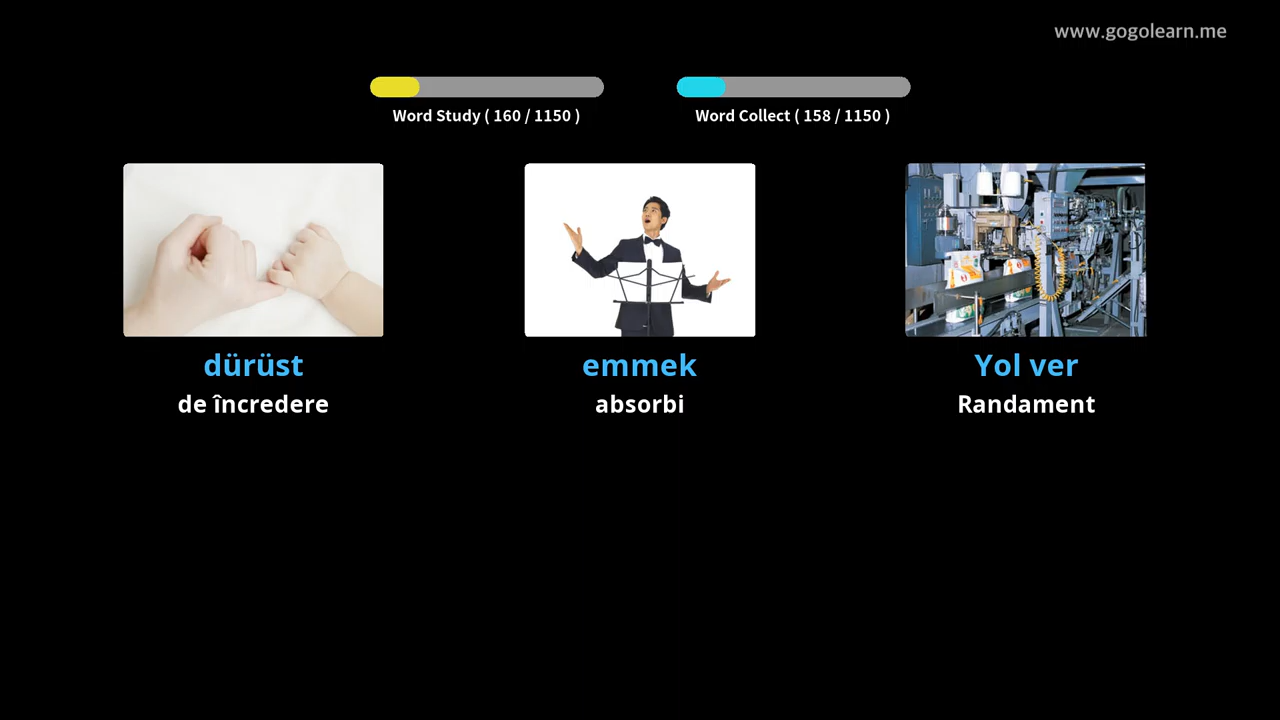 www.gogolearn.me
Word Study ( 160 / 1150 )
Word Collect ( 158 / 1150 )
dürüst
emmek
Yol ver
de încredere
absorbi
Randament